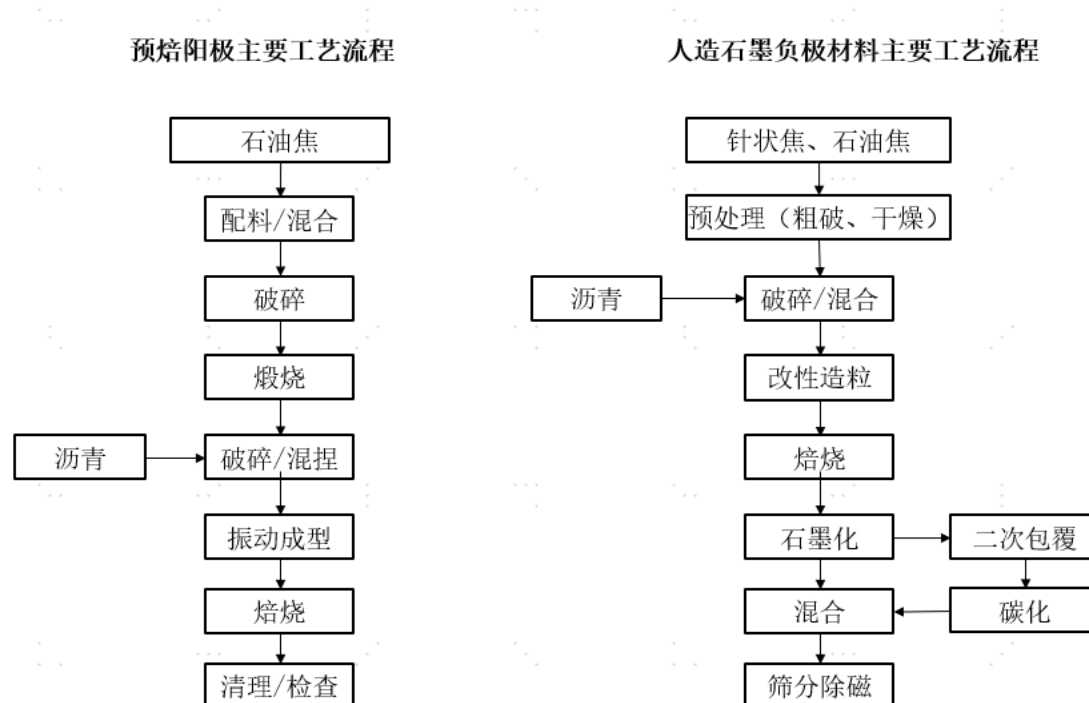 预焙阳极主要工艺流程
石油焦
配料/混合
破碎
煅烧
沥青
破碎/混捏
振动成型
焙烧
清理/检查
人造石墨负极材料主要工艺流程
针状焦、石油焦
预处理（粗破、干燥）
沥青
破碎/混合
改性造粒
焙烧
石墨化
二次包覆
混合
碳化
筛分除磁